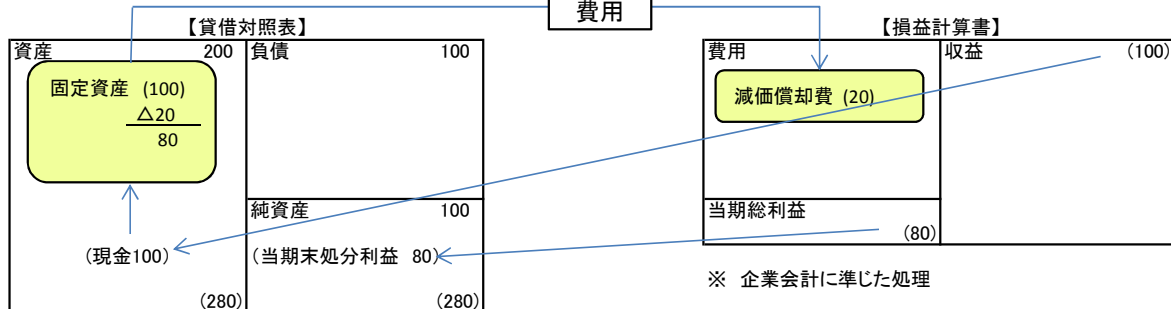 費用
【貸借対照表】
【損益計算書】
資産 200
負債 100
費用
収益 (100)
固定資産 (100)
△20
80
減価償却費 (20)
純資産 100
当期総利益
(80)
(現金100)
(当期末処分利益 80)
※ 企業会計に準じた処理
(280)
(280)